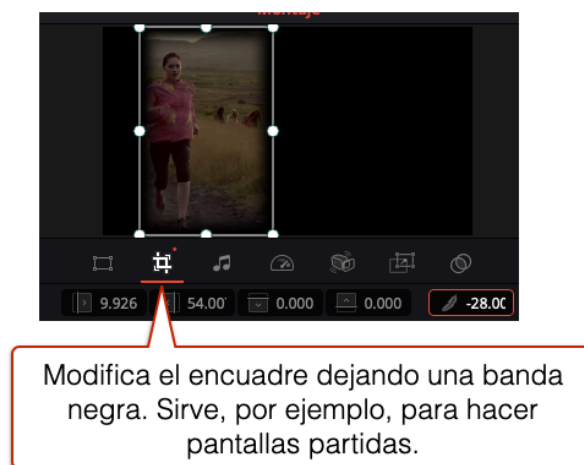 Montaje
9.926 54.00 0.000 0.000 -28.00
Modifica el encuadre dejando una banda
negra. Sirve, por ejemplo, para hacer
pantallas partidas.